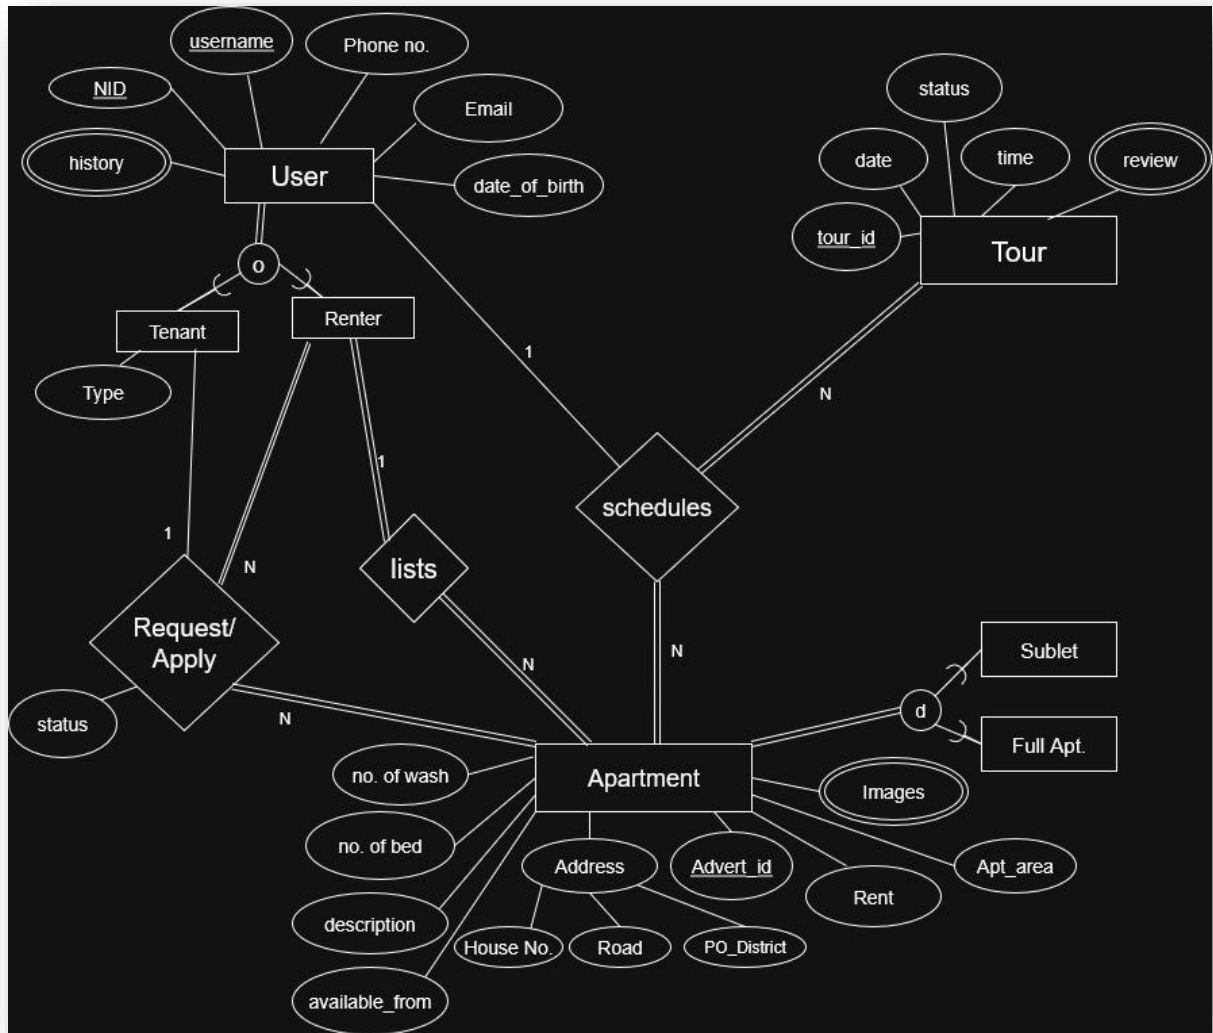 username
Phone no.
NID
Email
history
User
date_of_birth
status
date
time
review
tour_id
Tour
o
Tenant
Renter
Type
1
N
1
1
N
schedules
lists
Request/
Apply
status
N
N
N
Sublet
d
Full Apt.
no. of wash
Apartment
Images
no. of bed
Address
Advert_id
Apt_area
Rent
description
House No.
Road
PO_District
available_from